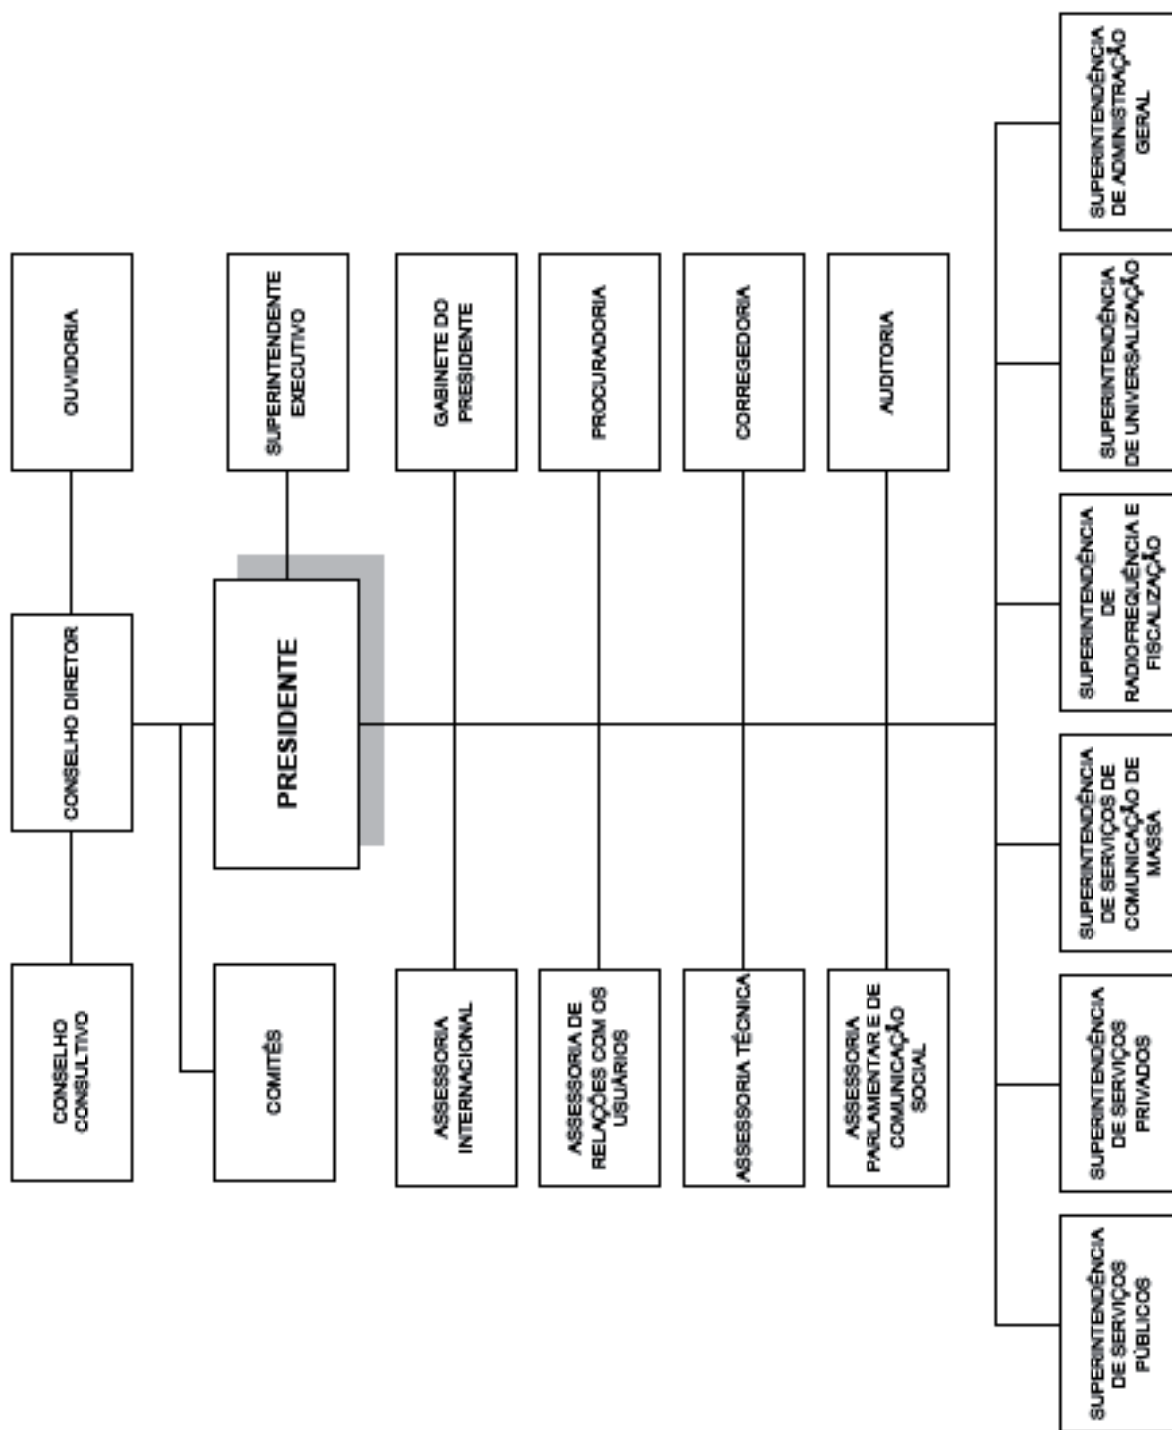 CONSELHO
CONSULTIVO
CONSELHO DIRETOR
OUVIDORIA
COMITÊS
PRESIDENTE
SUPERINTENDENTE
EXECUTIVO
ASSESSORIA
INTERNACIONAL
GABINETE DO
PRESIDENTE
ASSESSORIA DE
RELAÇÕES COM OS
USUÁRIOS
PROCURADORIA
ASSESSORIA TÉCNICA
CORREGEDORIA
ASSESSORIA
PARLAMENTAR E DE
COMUNICAÇÃO
SOCIAL
AUDITORIA
SUPERINTENDÊNCIA
DE SERVIÇOS
PÚBLICOS
SUPERINTENDÊNCIA
DE SERVIÇOS
PRIVADOS
SUPERINTENDÊNCIA
DE SERVIÇOS DE
COMUNICAÇÃO DE
MASSA
SUPERINTENDÊNCIA
DE
RADIOFREQUÊNCIA E
FISCALIZAÇÃO
SUPERINTENDÊNCIA
DE UNIVERSALIZAÇÃO
SUPERINTENDÊNCIA
DE ADMINISTRAÇÃO
GERAL